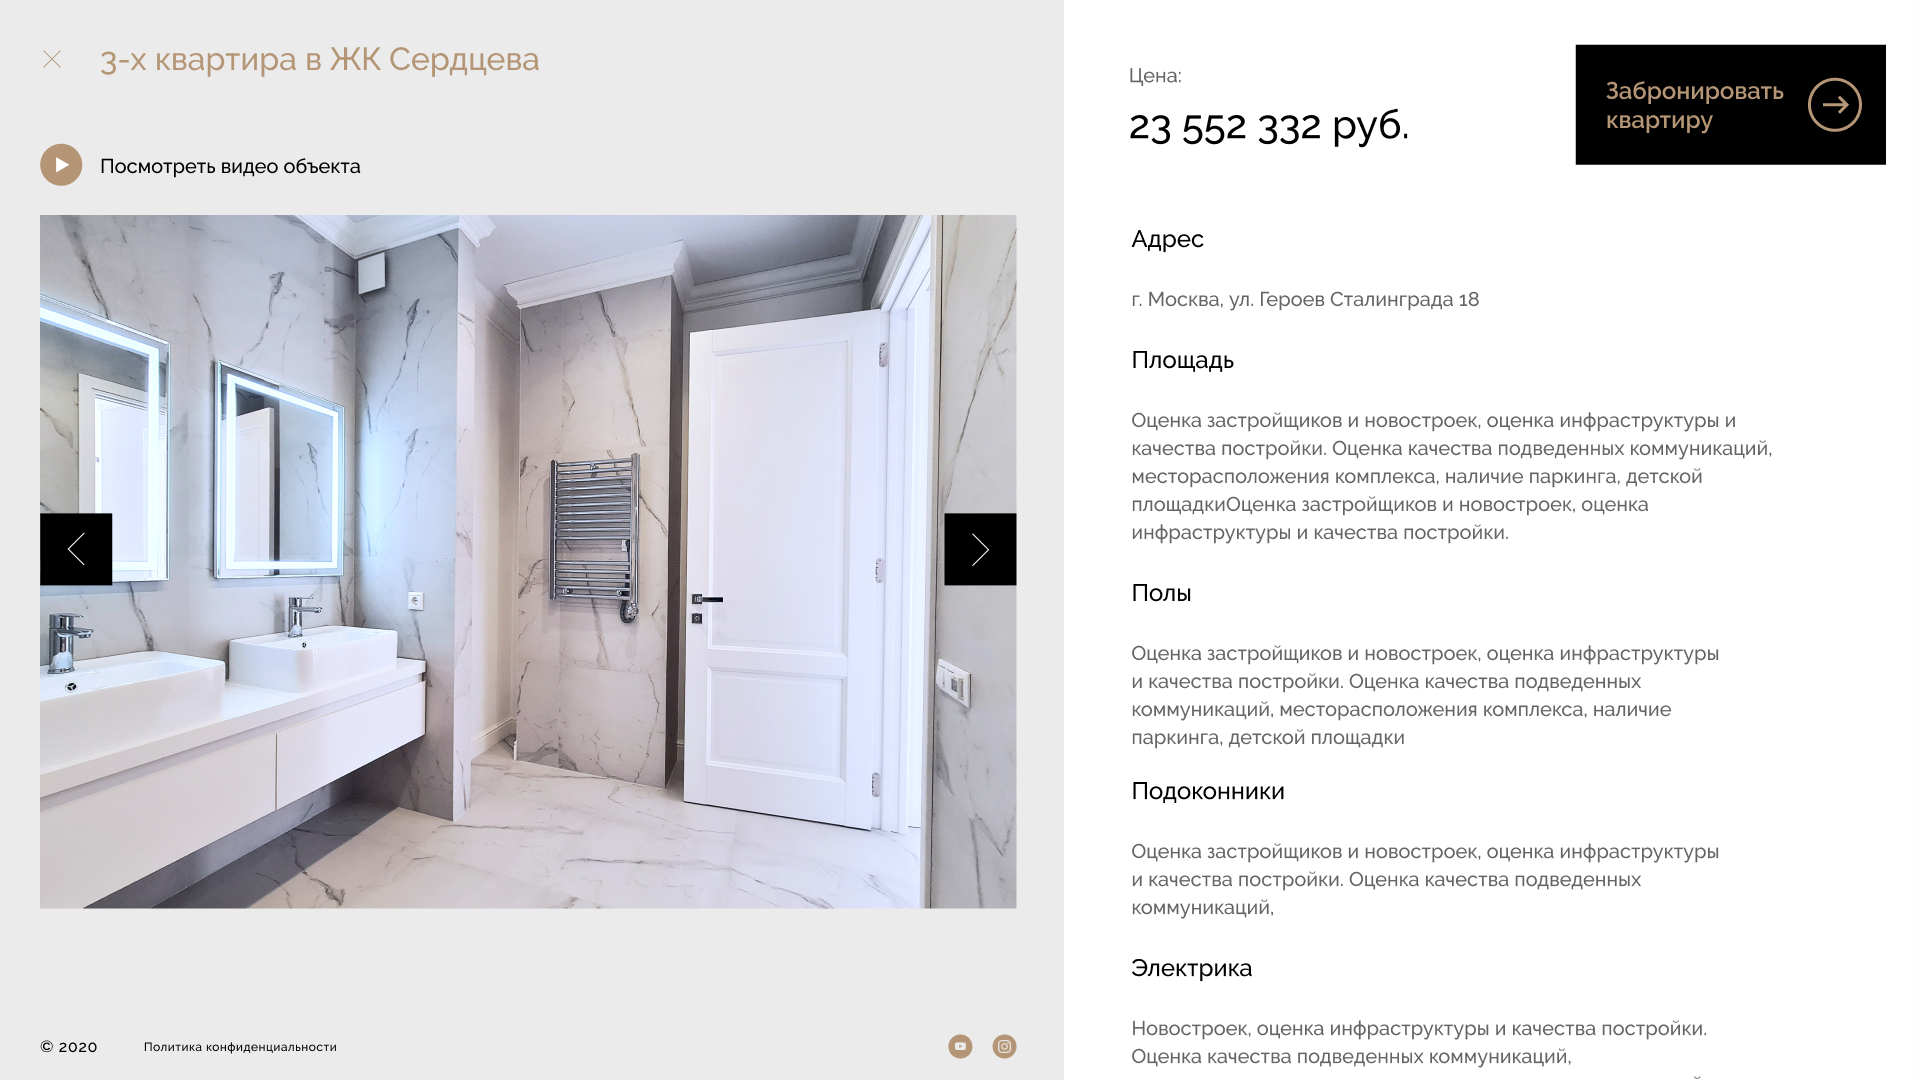 3-х квартира в ЖК Сердцева
Посмотреть видео объекта
© 2020
Политика конфиденциальности
Цена:
23 552 332 руб.
Забронировать
квартиру
Адрес
г. Москва, ул. Героев Сталинграда 18
Площадь
Оценка застройщиков и новостроек, оценка инфраструктуры и
качества постройки. Оценка качества подведенных коммуникаций,
месторасположения комплекса, наличие паркинга, детской
площадкиОценка застройщиков и новостроек, оценка
инфраструктуры и качества постройки.
Полы
Оценка застройщиков и новостроек, оценка инфраструктуры
и качества постройки. Оценка качества подведенных
коммуникаций, месторасположения комплекса, наличие
паркинга, детской площадки
Подоконники
Оценка застройщиков и новостроек, оценка инфраструктуры
и качества постройки. Оценка качества подведенных
коммуникаций,
Электрика
Новостроек, оценка инфраструктуры и качества постройки.
Оценка качества подведенных коммуникаций,